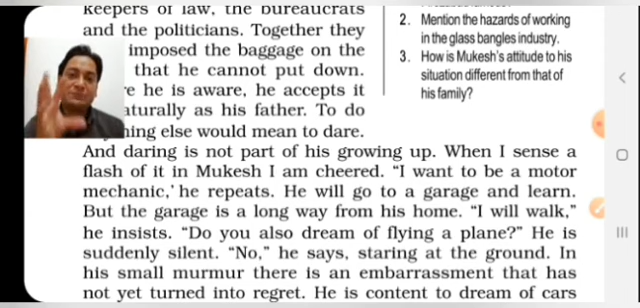 keepers of law, the bureaucrats
and the politicians. Together they
imposed the baggage on the
that he cannot put down.
he is aware, he accepts it
aturally as his father. To do
hing else would mean to dare.
2. Mention the hazards of working
in the glass bangles industry.
3. How is Mukesh's attitude to his
situation different from that of
his family?
And daring is not part of his growing up. When I sense a
flash of it in Mukesh I am cheered. “I want to be a motor
mechanic,’ he repeats. He will go to a garage and learn.
But the garage is a long way from his home. “I will walk,”
he insists. “Do you also dream of flying a plane?” He is
suddenly silent. “No,” he says, staring at the ground. In
his small murmur there is an embarrassment that has
not yet turned into regret. He is content to dream of cars